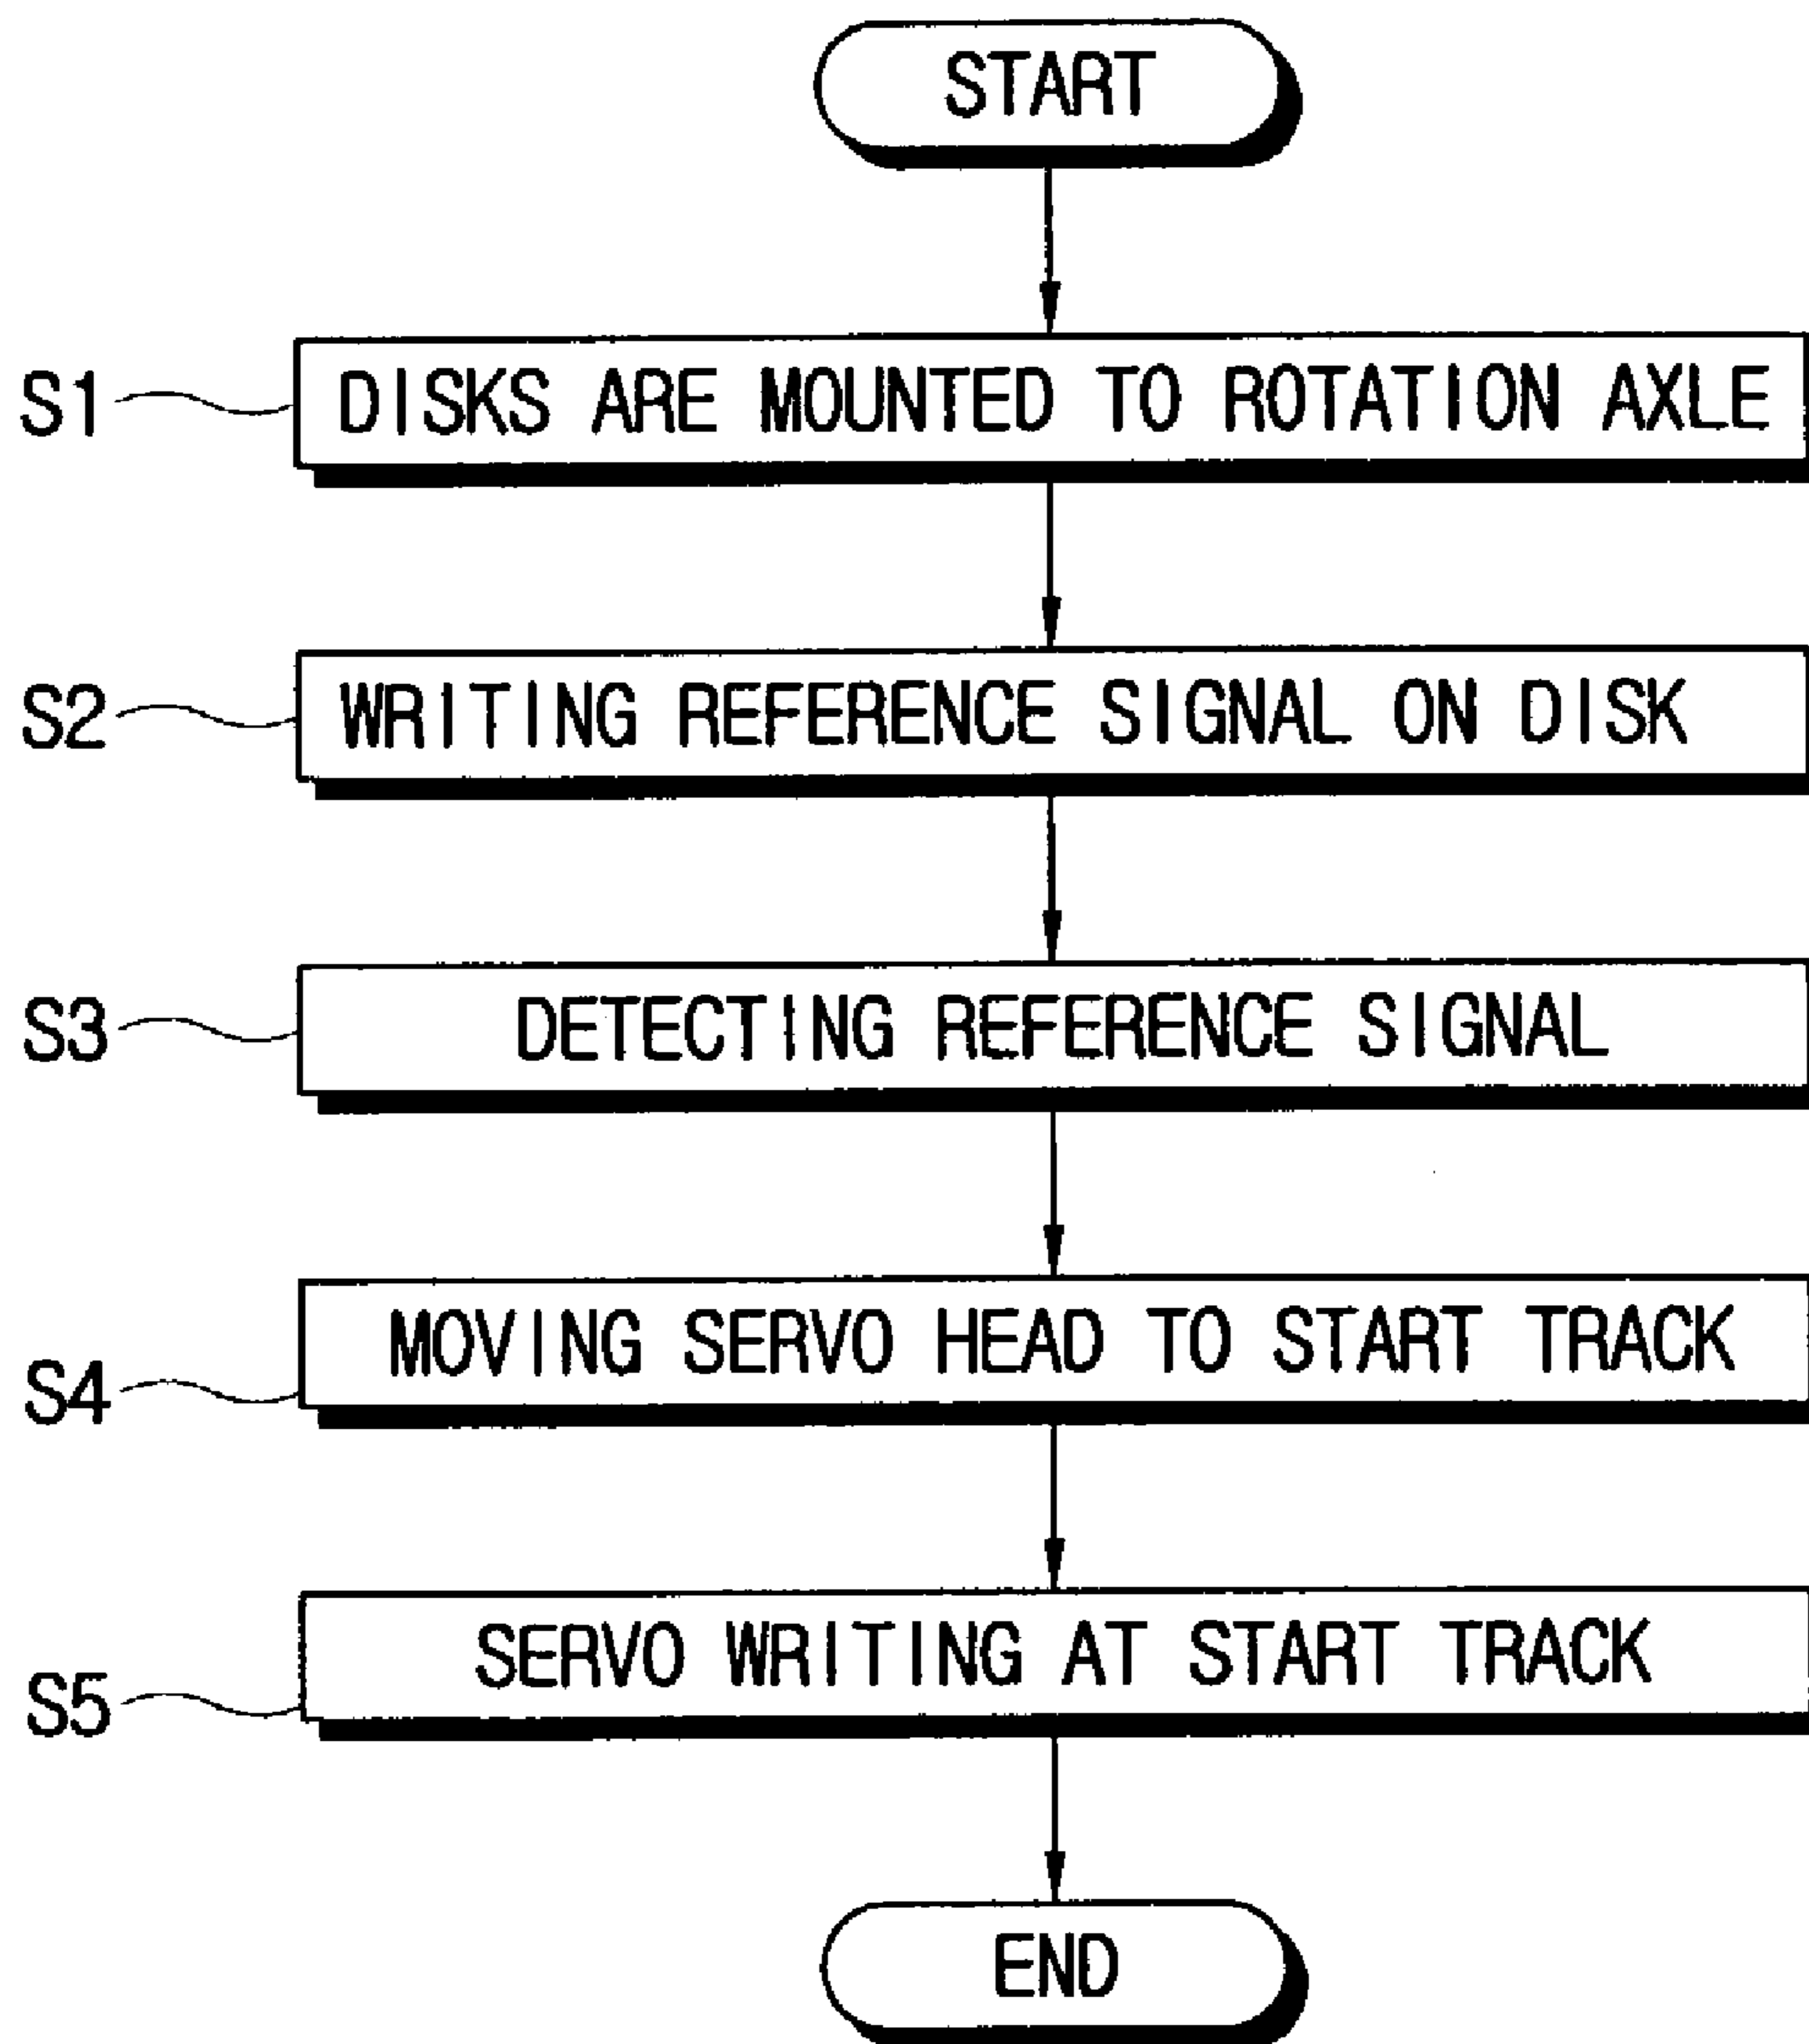 START
S1 DISKS ARE MOUNTED TO ROTATION AXLE
S2 WRITING REFERENCE SIGNAL ON DISK
S3 DETECTING REFERENCE SIGNAL
S4 MOVING SERVO HEAD TO START TRACK
S5 SERVO WRITING AT START TRACK
END